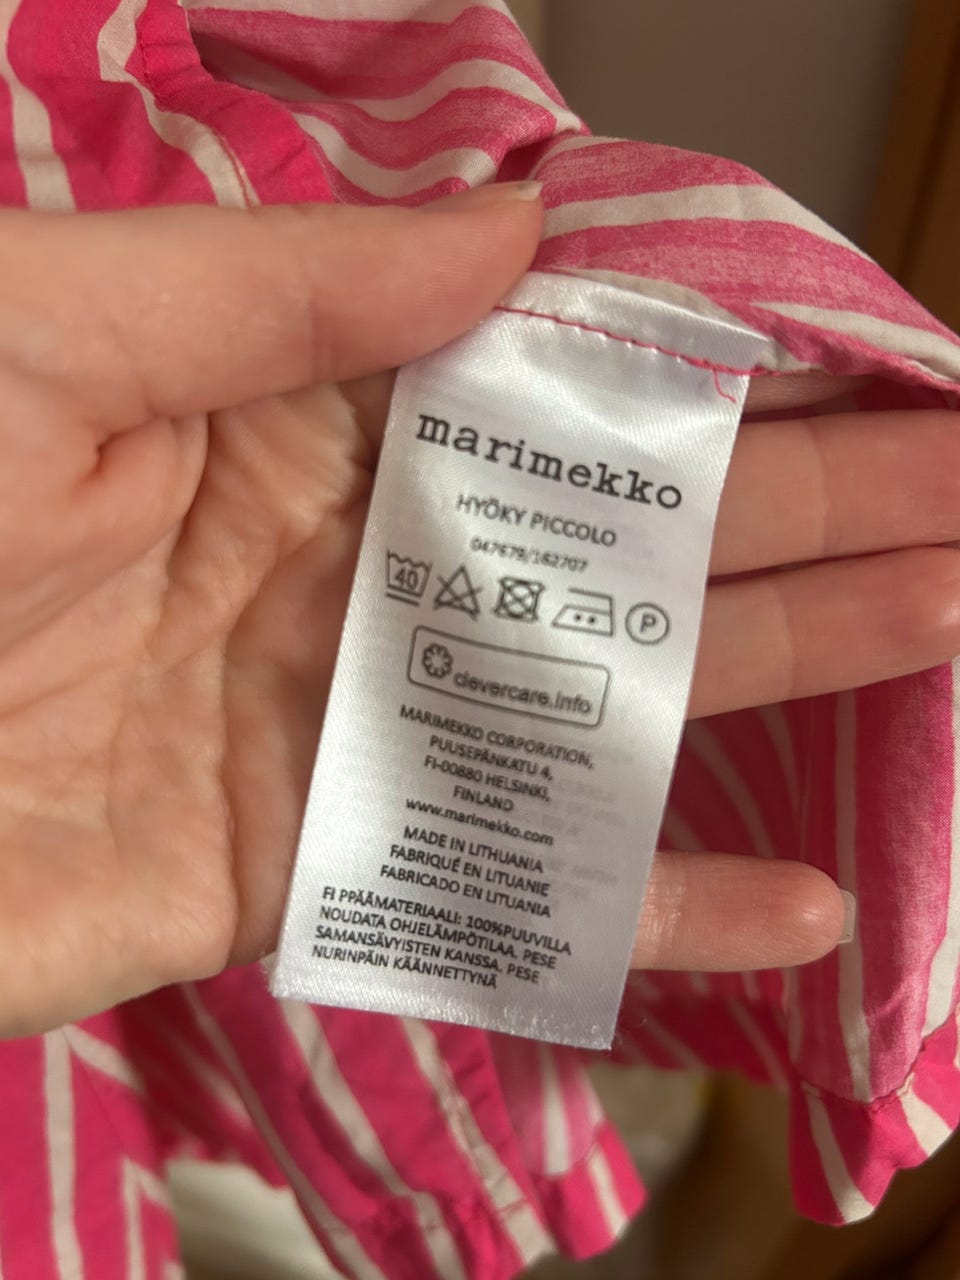 marimekko
HYÖKY PICCOLO
047679/162707
40
P
clevercare.info
MARIMEKKO CORPORATION,
PUUSEPÄNKATU 4,
FI-00880 HELSINKI,
FINLAND
www.marimekko.com
MADE IN LITHUANIA
FABRIQUÉ EN LITUANIE
FABRICADO EN LITUANIA
FI PPÄÄMATERIAALI: 100%PUUVILLA
NOUDATA OHJELÄMPÖTILAA. PESE
SAMANSÄVYISTEN KANSSA. PESE
NURINPÄIN KÄÄNNETTYNÄ